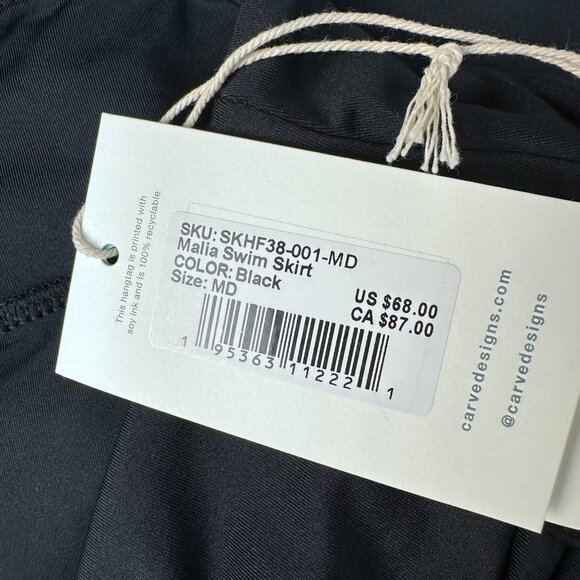 This hangtag is printed with
soy ink and is 100% recyclable
SKU: SKHF38-001-MD
Malia Swim Skirt
COLOR: Black
Size: MD
US $68.00
CA $87.00
1 95363 11222 1
carvedesigns.com
@carvedesigns